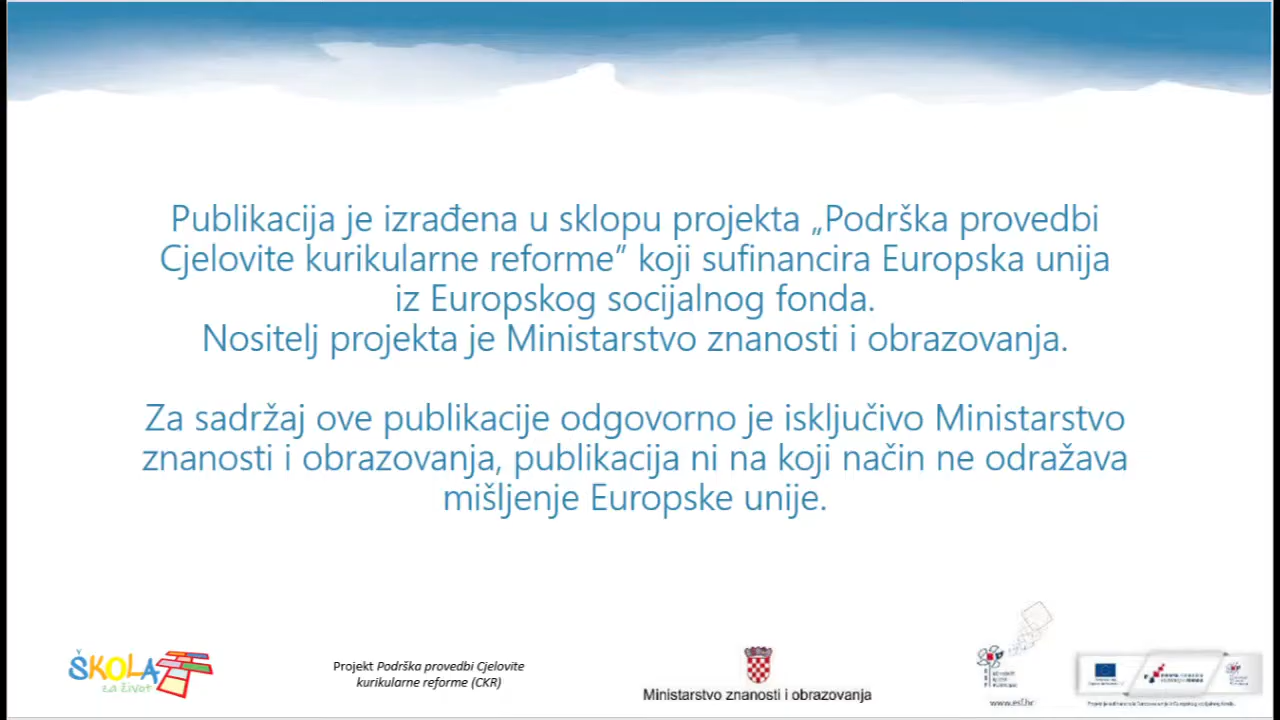 Publikacija je izrađena u sklopu projekta „Podrška provedbi
Cjelovite kurikularne reforme” koji sufinancira Europska unija
iz Europskog socijalnog fonda.
Nositelj projekta je Ministarstvo znanosti i obrazovanja.
Za sadržaj ove publikacije odgovorno je isključivo Ministarstvo
znanosti i obrazovanja, publikacija ni na koji način ne odražava
mišljenje Europske unije.
ŠKOLA
za život
Projekt Podrška provedbi Cjelovite
kurikularne reforme (CKR)
Ministarstvo znanosti i obrazovanja
www.esf.hr